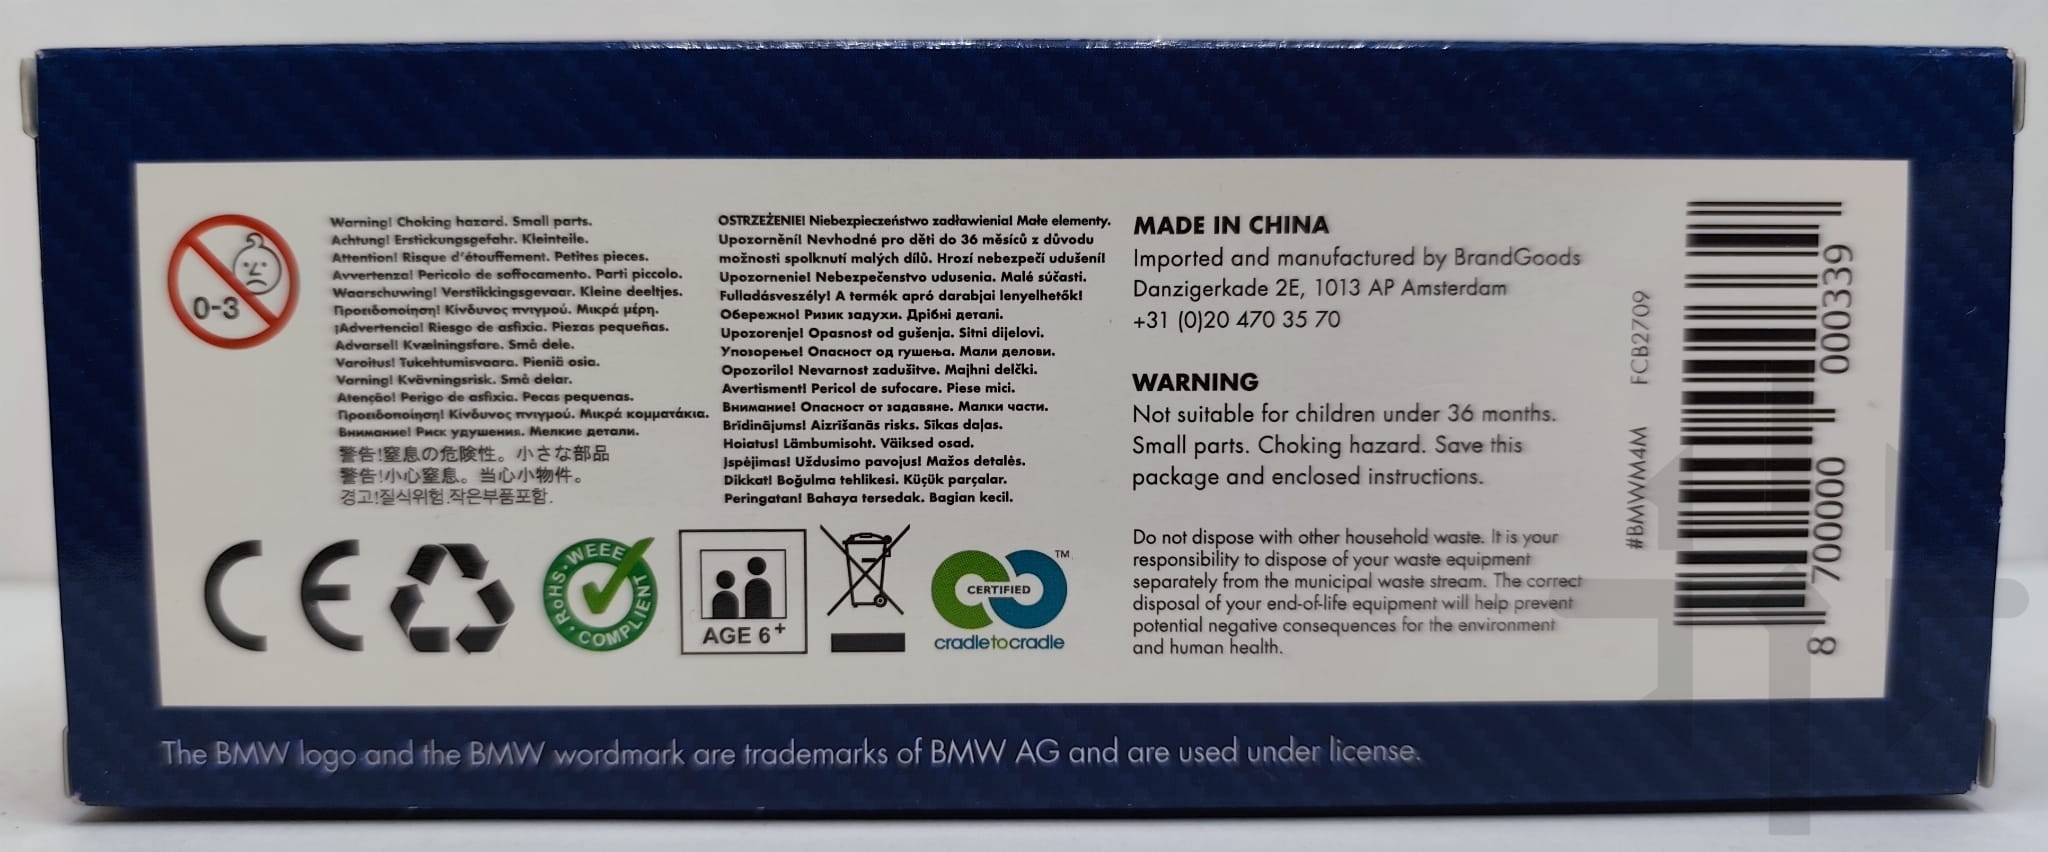 0-3
Warning! Choking hazard. Small parts.
Achtung! Erstickungsgefahr. Kleinteile.
Attention! Risque d'étouffement. Petites pieces.
Avvertenza! Pericolo de soffocamento. Parti piccolo.
Waarschuwing! Verstikkingsgevaar. Kleine deeltjes.
Προειδοποίηση! Κίνδυνος πνιγμού. Μικρά μέρη.
¡Advertencia! Riesgo de asfixia. Piezas pequeñas.
Advarsel! Kvælningsfare. Små dele.
Varoitus! Tukehtumisvaara. Pieniä osia.
Varning! Kvävningsrisk. Små delar.
Atenção! Perigo de asfixia. Pecas pequenas.
Προειδοποίηση! Κίνδυνος πνιγμού. Μικρά κομματάκια.
Внимание! Риск удушения. Мелкие детали.
警告!窒息の危険性。小さな部品
警告!小心窒息。当心小物件。
경고!질식위험.작은부품포함.
OSTRZEŻENIE! Niebezpieczeństwo zadławienia! Małe elementy.
Upozornění! Nevhodné pro děti do 36 měsíců z důvodu
možnosti spolknutí malých dílů. Hrozí nebezpečí udušení!
Upozornenie! Nebezpečenstvo udusenia. Malé súčasti.
Fulladásveszély! A termék apró darabjai lenyelhetők!
Обережно! Ризик задухи. Дрібні деталі.
Upozorenje! Opasnost od gušenja. Sitni dijelovi.
Упозорење! Опасност од гушења. Мали делови.
Opozorilo! Nevarnost zadušitve. Majhni delčki.
Avertisment! Pericol de sufocare. Piese mici.
Внимание! Опасност от задавяне. Малки части.
Brīdinājums! Aizrīšanās risks. Sīkas daļas.
Hoiatus! Lämbumisoht. Väiksed osad.
Įspėjimas! Uždusimo pavojus! Mažos detalės.
Dikkat! Boğulma tehlikesi. Küçük parçalar.
Peringatan! Bahaya tersedak. Bagian kecil.
MADE IN CHINA
Imported and manufactured by BrandGoods
Danzigerkade 2E, 1013 AP Amsterdam
+31 (0)20 470 35 70
WARNING
Not suitable for children under 36 months.
Small parts. Choking hazard. Save this
package and enclosed instructions.
Do not dispose with other household waste. It is your
responsibility to dispose of your waste equipment
separately from the municipal waste stream. The correct
disposal of your end-of-life equipment will help prevent
potential negative consequences for the environment
and human health.
#BMWM4M FCB2709
8 700000 000339
CE
RoHS·WEEE
·COMPLIENT
AGE 6+
CERTIFIED
TM
cradletocradle
The BMW logo and the BMW wordmark are trademarks of BMW AG and are used under license.